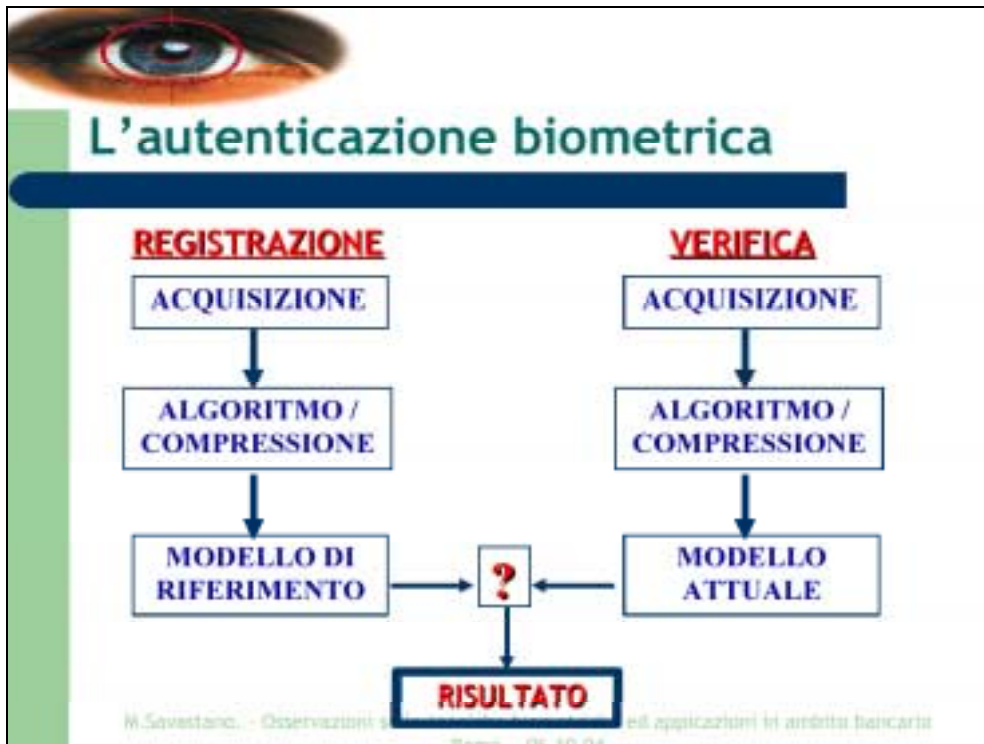 L'autenticazione biometrica
REGISTRAZIONE
ACQUISIZIONE
ALGORITMO /
COMPRESSIONE
MODELLO DI
RIFERIMENTO
VERIFICA
ACQUISIZIONE
ALGORITMO /
COMPRESSIONE
MODELLO
ATTUALE
?
RISULTATO
M.Savastano. - Osservazioni ed applicazioni in ambito bancario